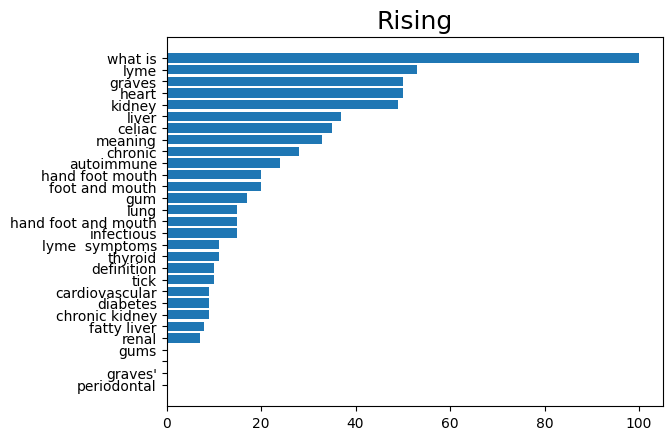 Rising
what is
lyme
graves
heart
kidney
liver
celiac
meaning
chronic
autoimmune
hand foot mouth
foot and mouth
gum
lung
hand foot and mouth
infectious
lyme  symptoms
thyroid
definition
tick
cardiovascular
diabetes
chronic kidney
fatty liver
renal
gums
graves'
periodontal
0 20 40 60 80 100